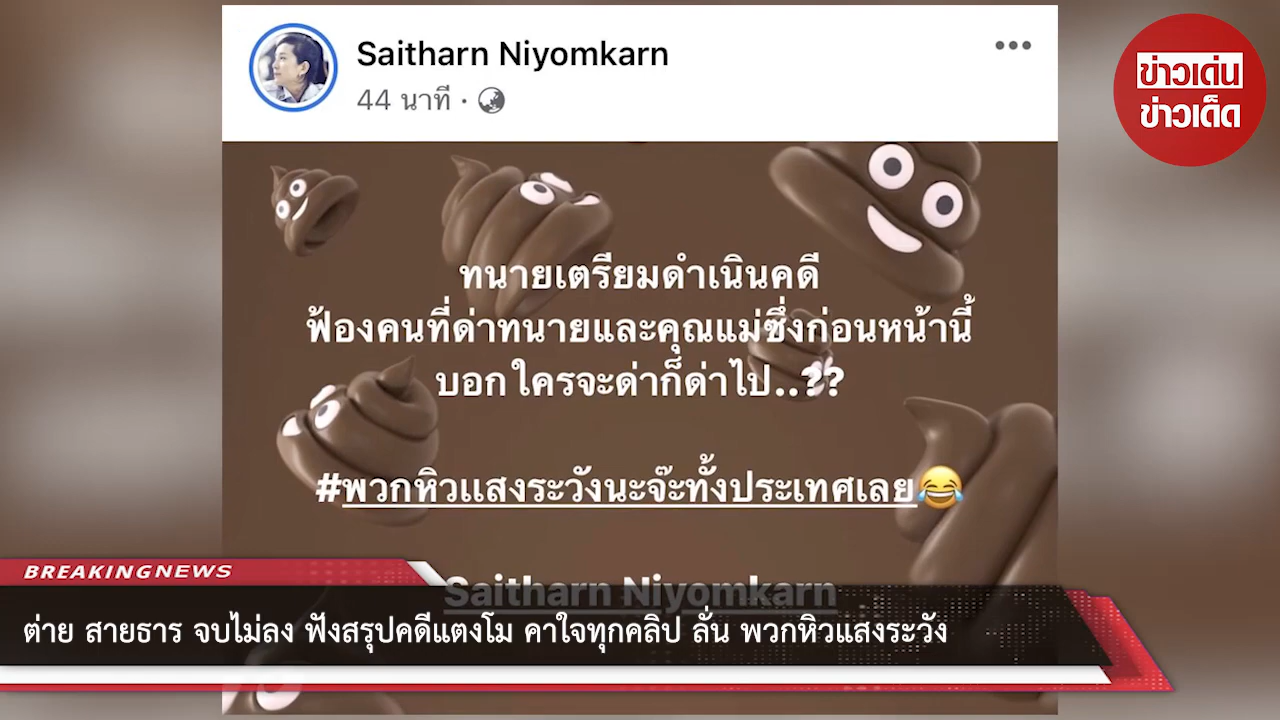 Saitharn Niyomkarn
44 นาที ·
ข่าวเด่น
ข่าวเด็ด
ทนายเตรียมดำเนินคดี
ฟ้องคนที่ด่าทนายและคุณแม่ซึ่งก่อนหน้านี้
บอกใครจะด่าก็ด่าไป..??
#พวกหิวแสงระวังนะจ๊ะทั้งประเทศเลย😂
Saitharn Niyomkarn
BREAKINGNEWS
ต่าย สายธาร จบไม่ลง ฟังสรุปคดีแตงโม คาใจทุกคลิป ลั่น พวกหิวแสงระวัง